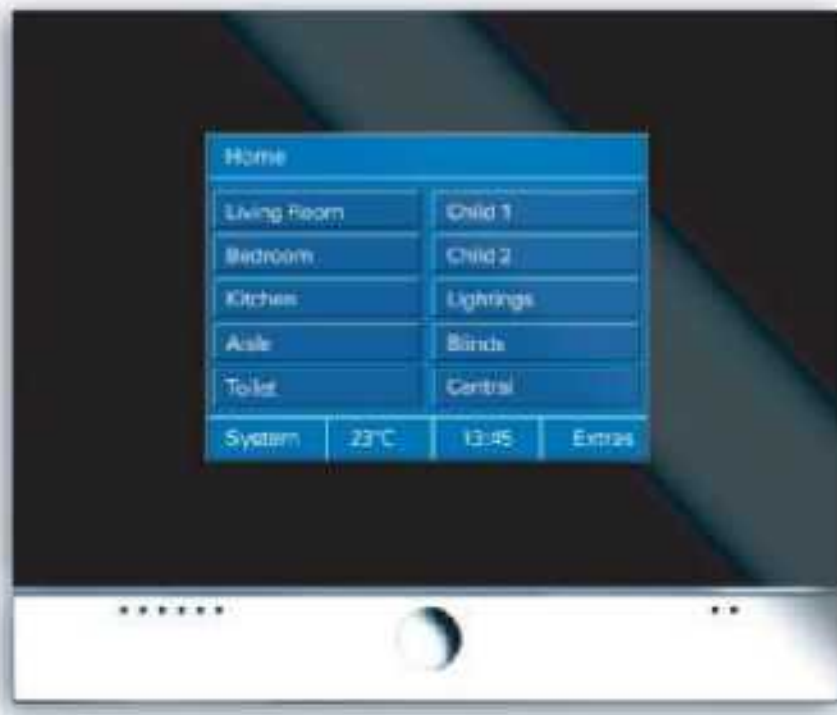 Home
Living Room
Child 1
Bedroom
Child 2
Kitchen
Lightings
Aisle
Blinds
Toilet
Central
System 23°C 13:45 Extras